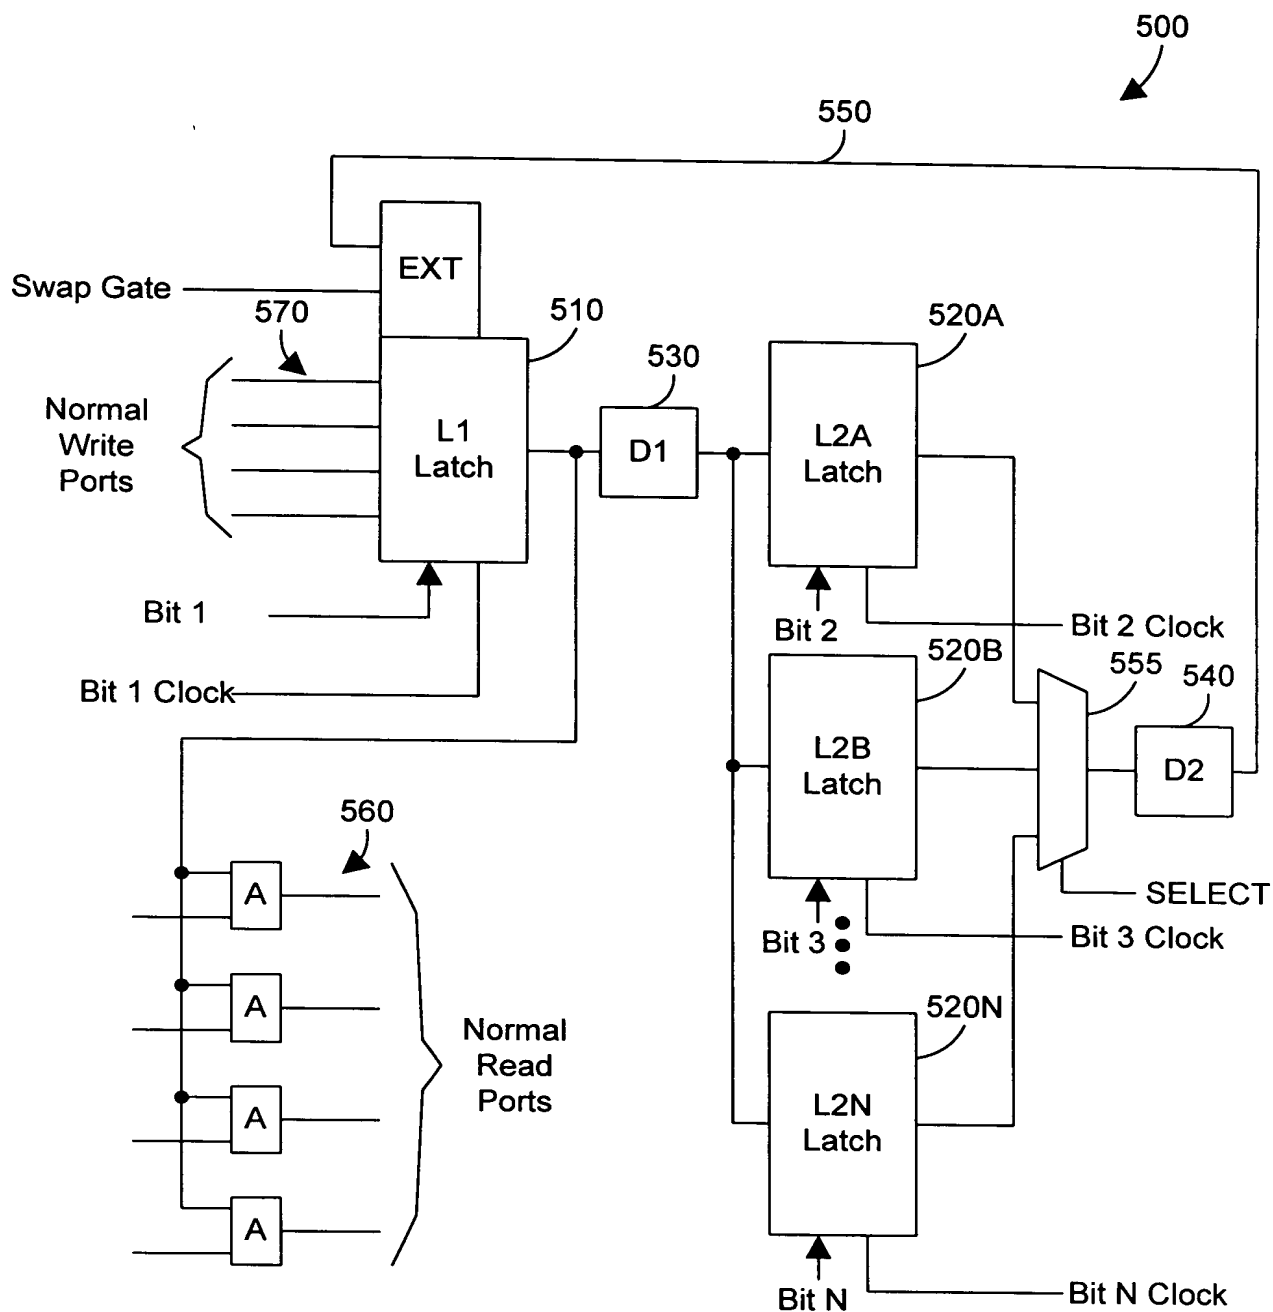 500
550
EXT
Swap Gate
570
510
520A
530
Normal
Write
Ports
L1
Latch
D1
L2A
Latch
Bit 1
Bit 2
Bit 2 Clock
520B
Bit 1 Clock
555
540
L2B
Latch
D2
560
A
SELECT
Bit 3
Bit 3 Clock
A
520N
Normal
Read
Ports
A
L2N
Latch
A
Bit N
Bit N Clock